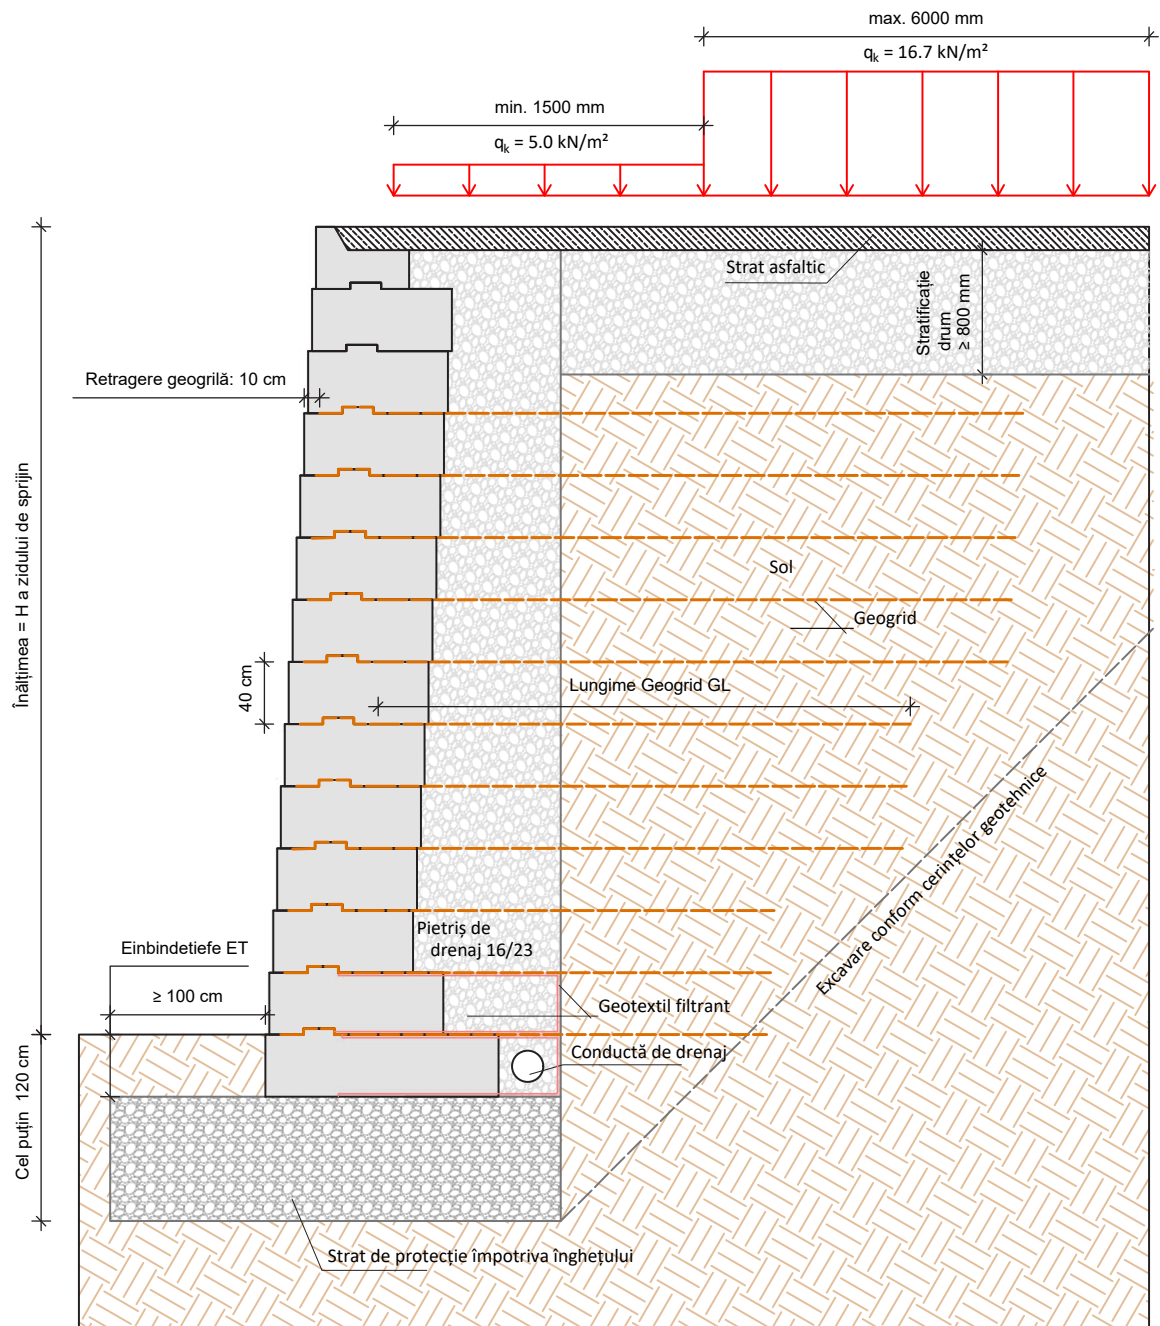 max. 6000 mm
qk = 16.7 kN/m²
min. 1500 mm
qk = 5.0 kN/m²
Strat asfaltic
Stratificație
drum
≥ 800 mm
Retragere geogrilă: 10 cm
Înălțimea = H a zidului de sprijin
Sol
Geogrid
40 cm
Lungime Geogrid GL
Excavare conform cerințelor geotehnice
Pietriș de
drenaj 16/23
Einbindetiefe ET
≥ 100 cm
Geotextil filtrant
Conductă de drenaj
Cel puțin 120 cm
Strat de protecție împotriva înghețului